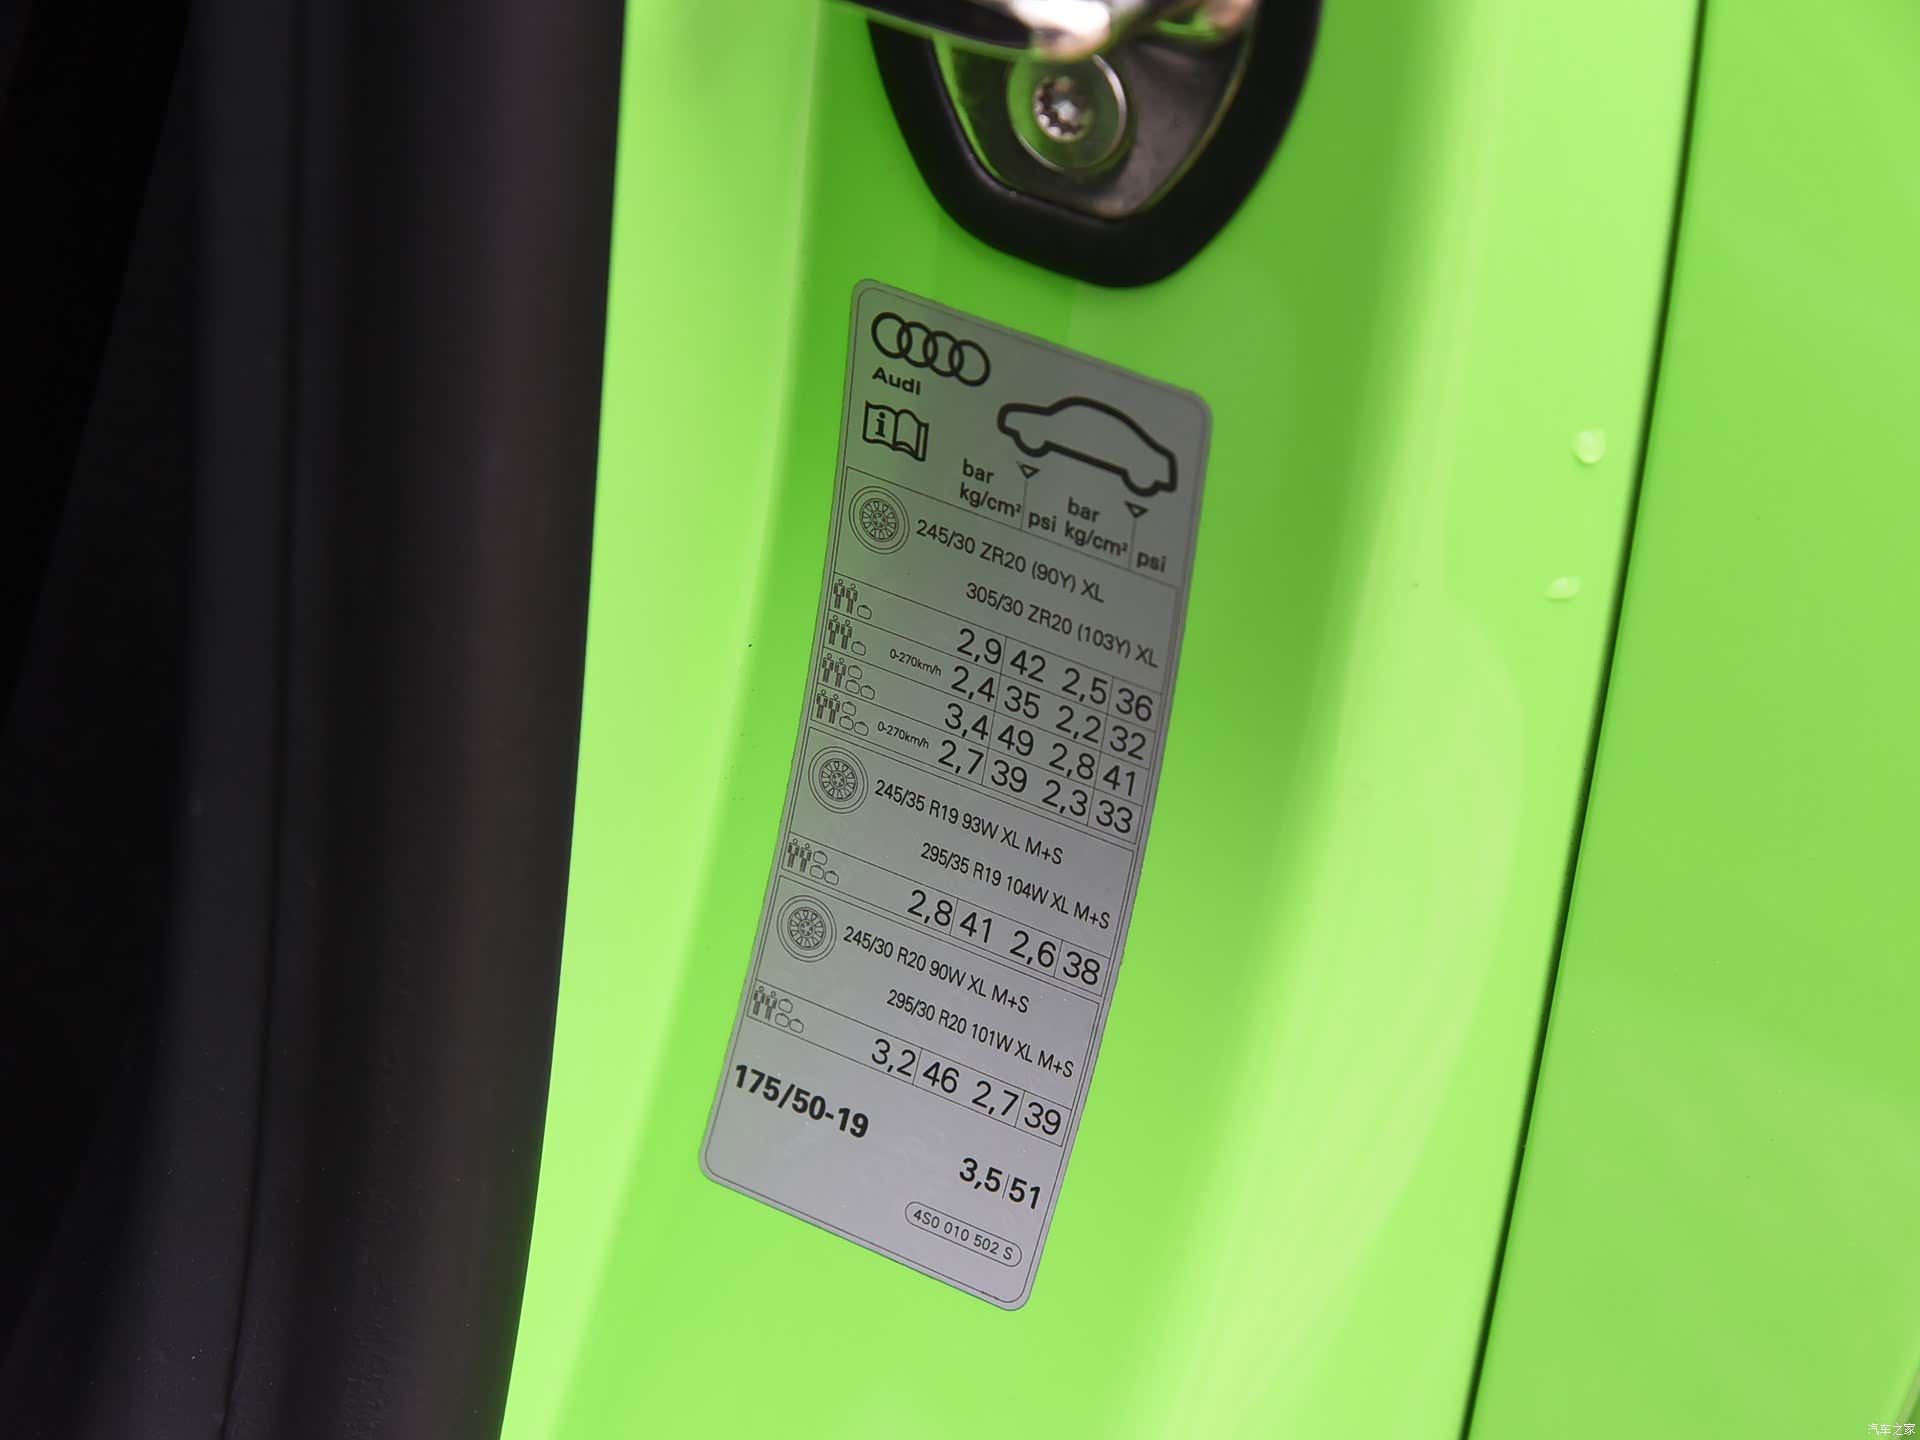 Audi
i
bar
kg/cm² psi
bar
kg/cm² psi
245/30 ZR20 (90Y) XL
305/30 ZR20 (103Y) XL
2,9 42 2,5 36
0-270km/h 2,4 35 2,2 32
3,4 49 2,8 41
0-270km/h 2,7 39 2,3 33
245/35 R19 93W XL M+S
295/35 R19 104W XL M+S
2,8 41 2,6 38
245/30 R20 90W XL M+S
295/30 R20 101W XL M+S
3,2 46 2,7 39
175/50-19
3,5 51
4S0 010 502 S
汽车之家